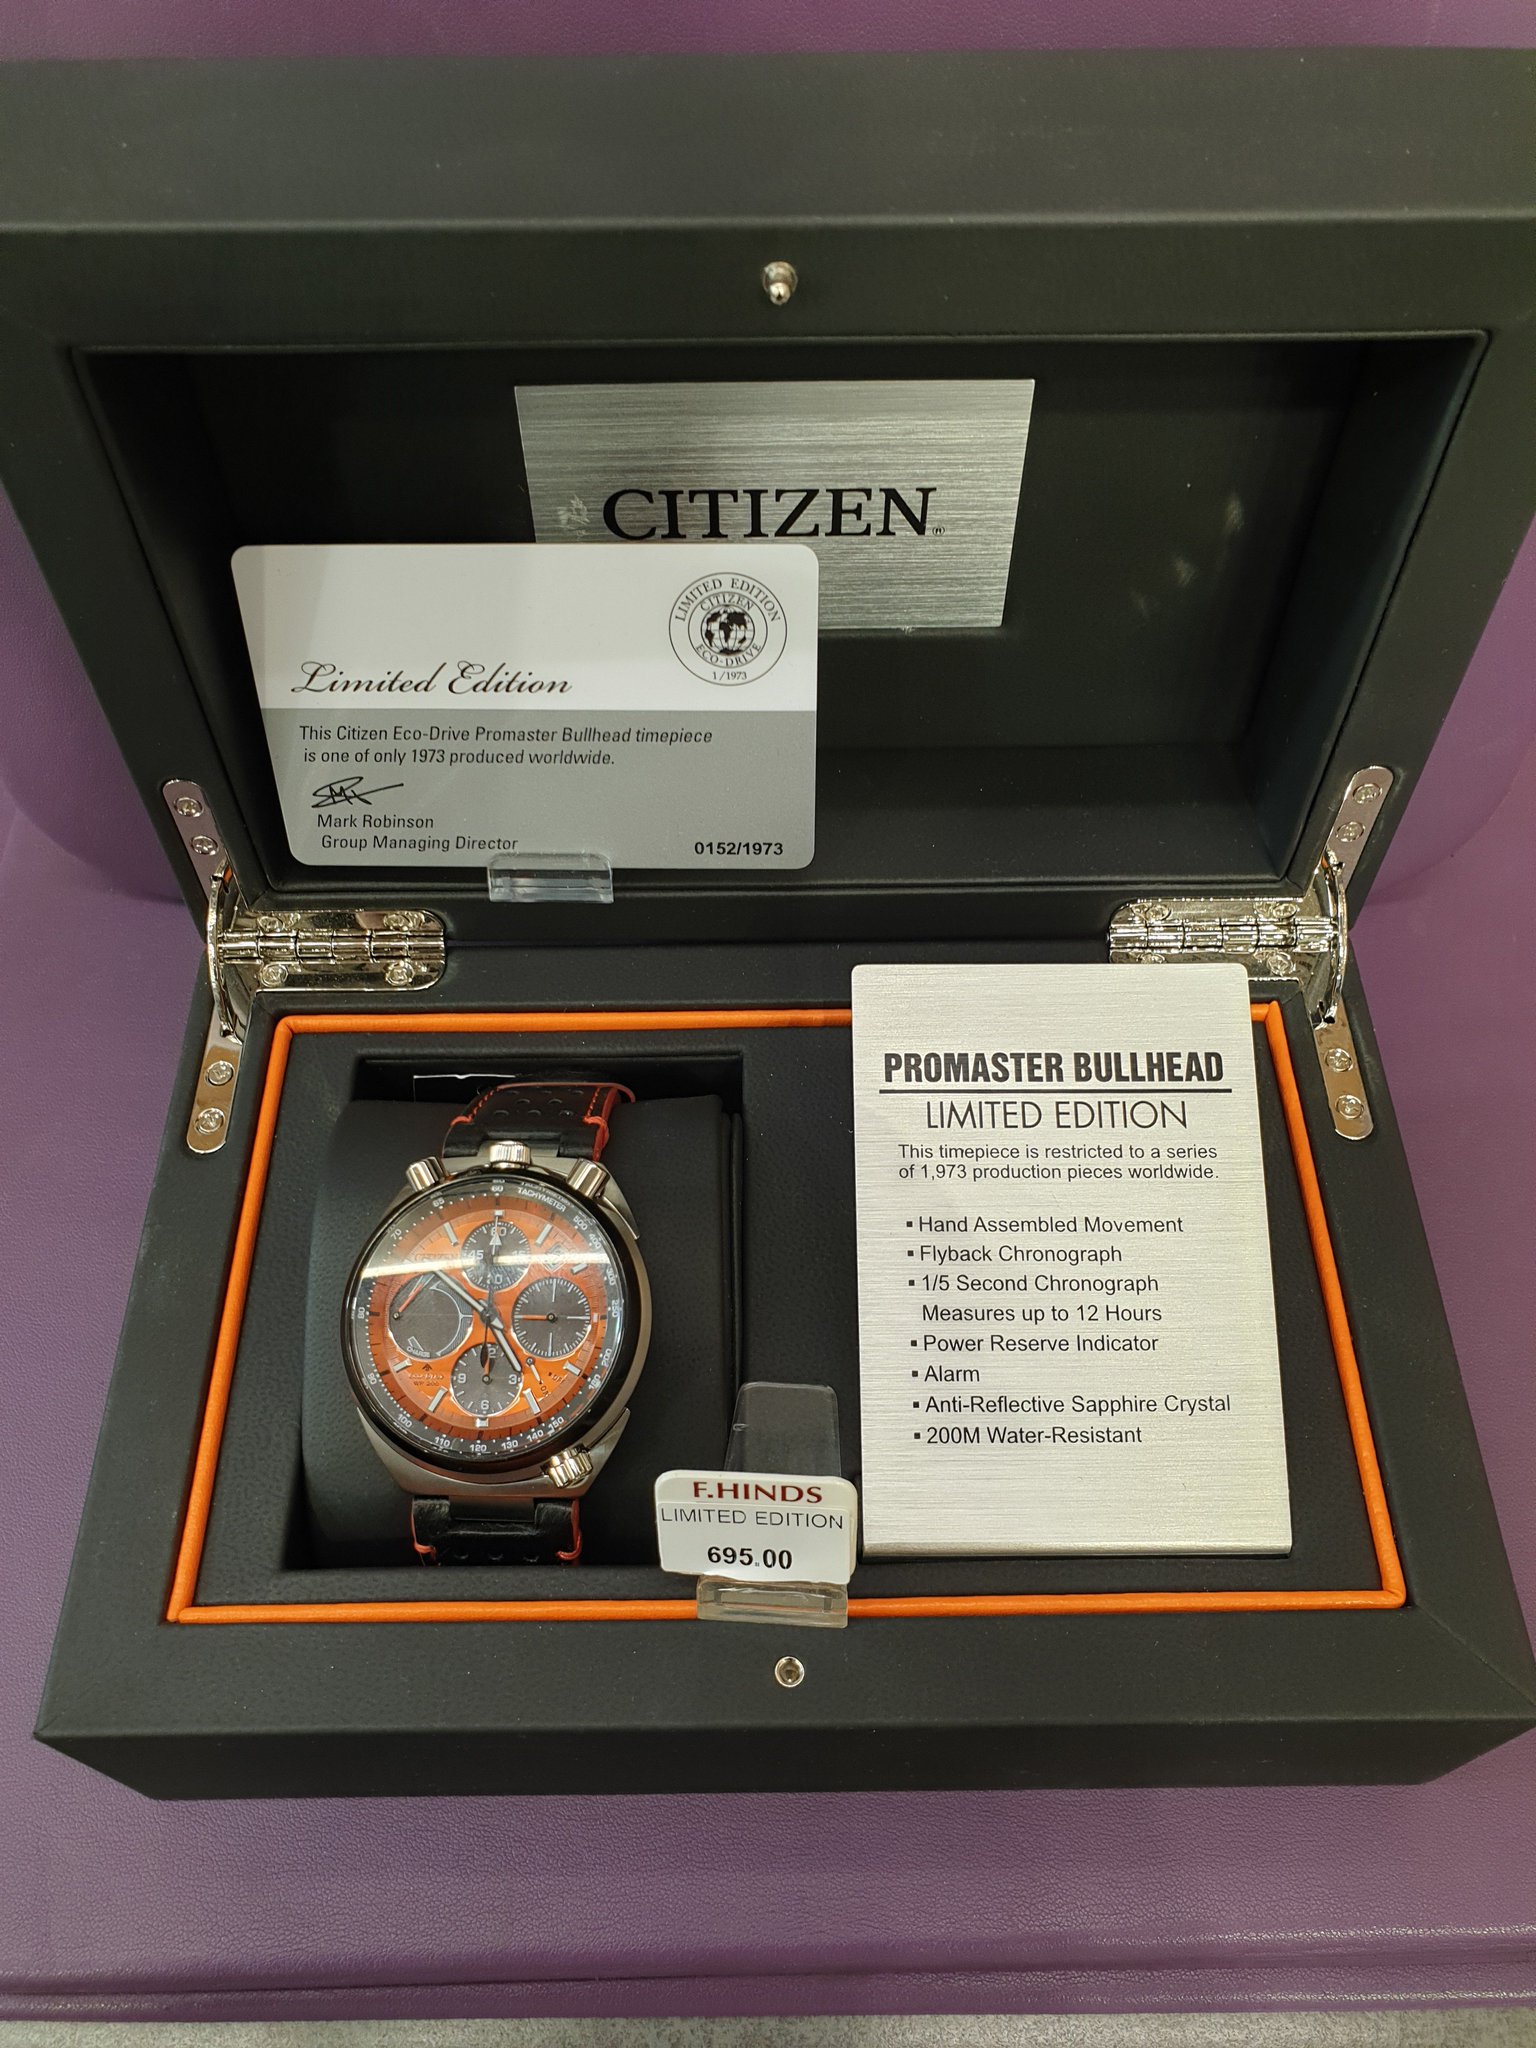 CITIZEN®
LIMITED EDITION
CITIZEN
ECO-DRIVE
1/1973
Limited Edition
This Citizen Eco-Drive Promaster Bullhead timepiece
is one of only 1973 produced worldwide.
Mark Robinson
Group Managing Director
0152/1973
PROMASTER BULLHEAD
LIMITED EDITION
This timepiece is restricted to a series
of 1,973 production pieces worldwide.
▪ Hand Assembled Movement
▪ Flyback Chronograph
▪ 1/5 Second Chronograph
Measures up to 12 Hours
▪ Power Reserve Indicator
▪ Alarm
▪ Anti-Reflective Sapphire Crystal
▪ 200M Water-Resistant
TACHYMETER
CITIZEN
CHARGE
WR 200
F.HINDS
LIMITED EDITION
695.00